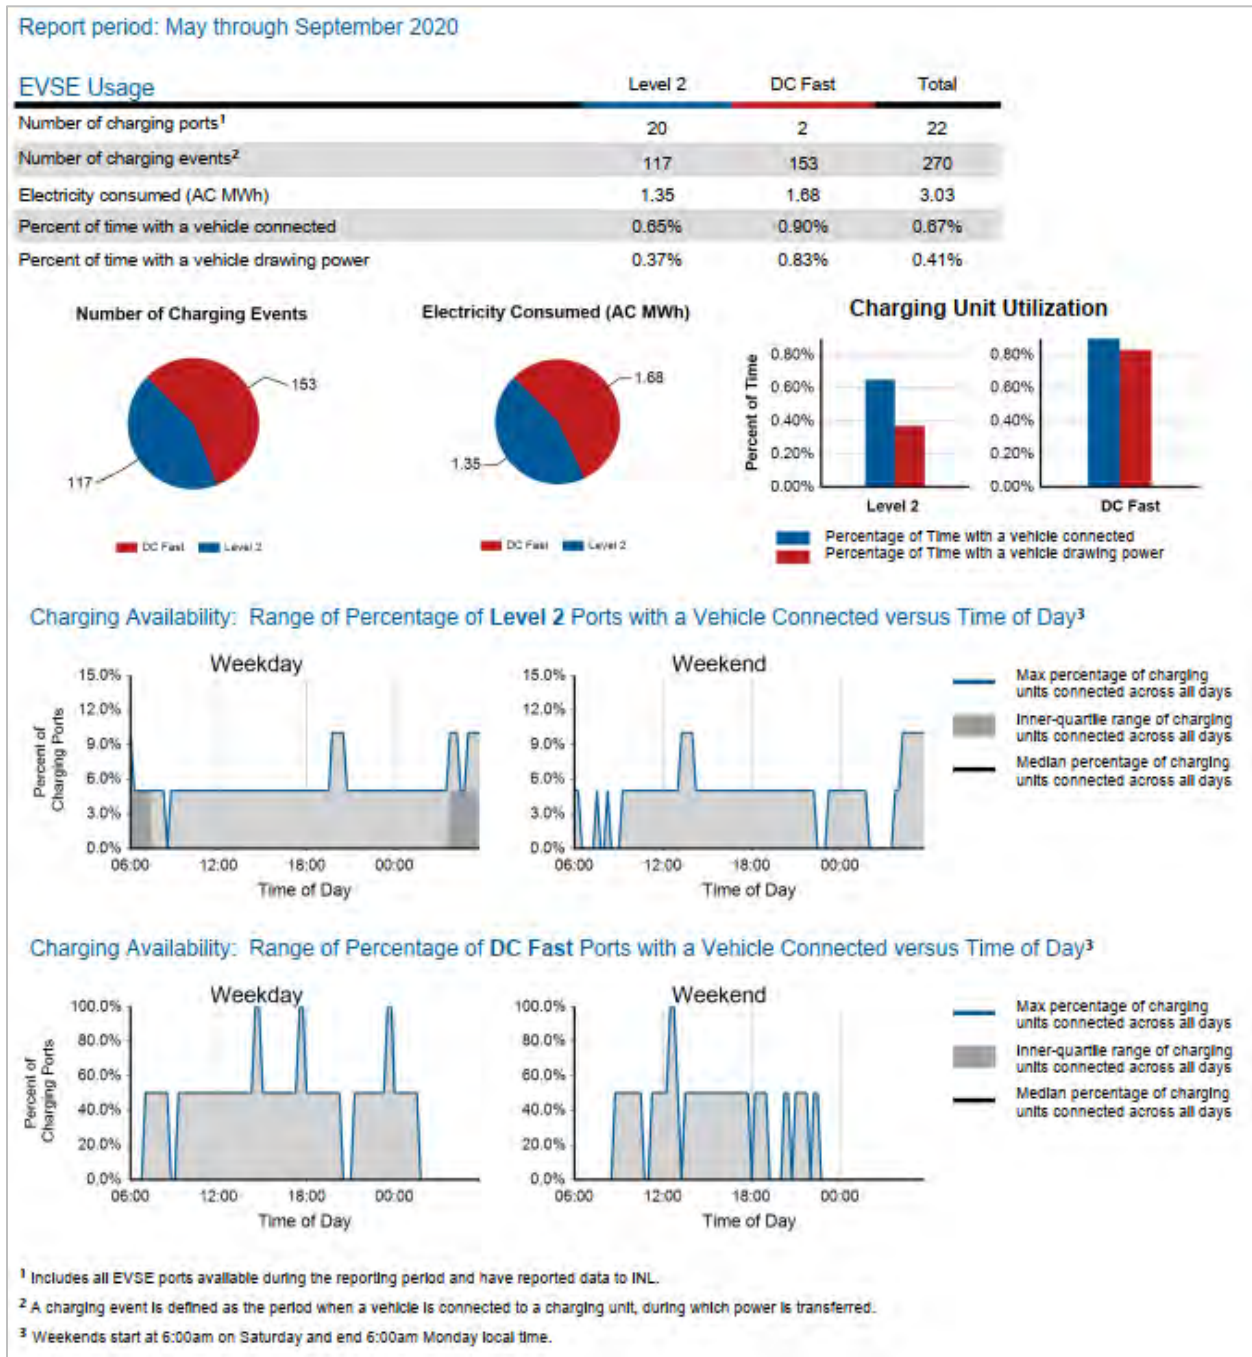 Report period: May through September 2020
EVSE Usage Level 2 DC Fast Total
Number of charging ports1 20 2 22
Number of charging events2 117 153 270
Electricity consumed (AC MWh) 1.35 1.68 3.03
Percent of time with a vehicle connected 0.65% 0.90% 0.67%
Percent of time with a vehicle drawing power 0.37% 0.83% 0.41%
Number of Charging Events
153
117
DC Fast Level 2
Electricity Consumed (AC MWh)
1.68
1.35
DC Fast Level 2
Charging Unit Utilization
Percent of Time
0.80%
0.60%
0.40%
0.20%
0.00%
Level 2
0.80%
0.60%
0.40%
0.20%
0.00%
DC Fast
Percentage of Time with a vehicle connected
Percentage of Time with a vehicle drawing power
Charging Availability: Range of Percentage of Level 2 Ports with a Vehicle Connected versus Time of Day3
Weekday
Percent of
Charging Ports
15.0%
12.0%
9.0%
6.0%
3.0%
0.0%
06:00 12:00 18:00 00:00
Time of Day
Weekend
15.0%
12.0%
9.0%
6.0%
3.0%
0.0%
06:00 12:00 18:00 00:00
Time of Day
Max percentage of charging
units connected across all days
Inner-quartile range of charging
units connected across all days
Median percentage of charging
units connected across all days
Charging Availability: Range of Percentage of DC Fast Ports with a Vehicle Connected versus Time of Day3
Weekday
Percent of
Charging Ports
100.0%
80.0%
60.0%
40.0%
20.0%
0.0%
06:00 12:00 18:00 00:00
Time of Day
Weekend
100.0%
80.0%
60.0%
40.0%
20.0%
0.0%
06:00 12:00 18:00 00:00
Time of Day
Max percentage of charging
units connected across all days
Inner-quartile range of charging
units connected across all days
Median percentage of charging
units connected across all days
1 Includes all EVSE ports available during the reporting period and have reported data to INL.
2 A charging event is defined as the period when a vehicle is connected to a charging unit, during which power is transferred.
3 Weekends start at 6:00am on Saturday and end 6:00am Monday local time.